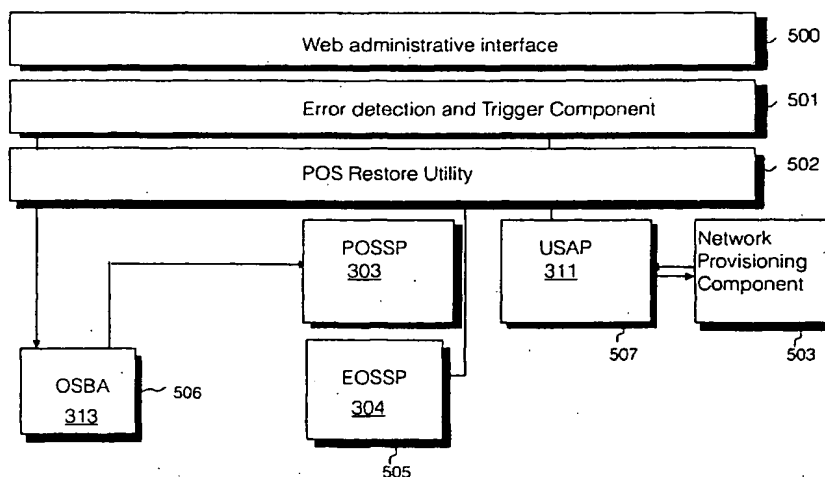 Web administrative interface
500
Error detection and Trigger Component
501
POS Restore Utility
502
POSSP
303
USAP
311
Network
Provisioning
Component
507
503
OSBA
313
506
EOSSP
304
505